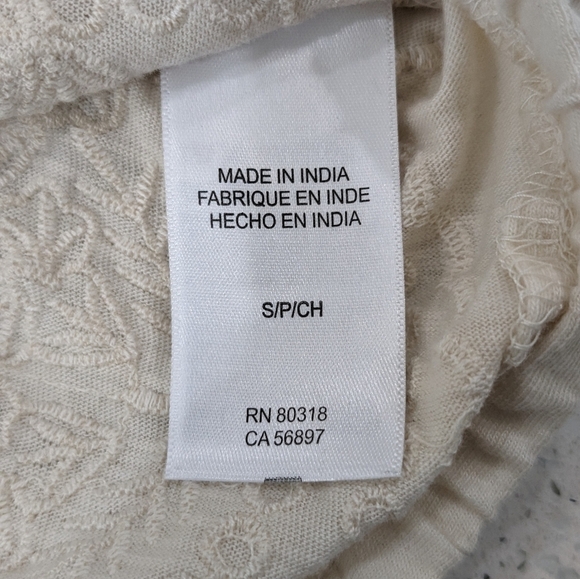 MADE IN INDIA
FABRIQUE EN INDE
HECHO EN INDIA
S/P/CH
RN 80318
CA 56897